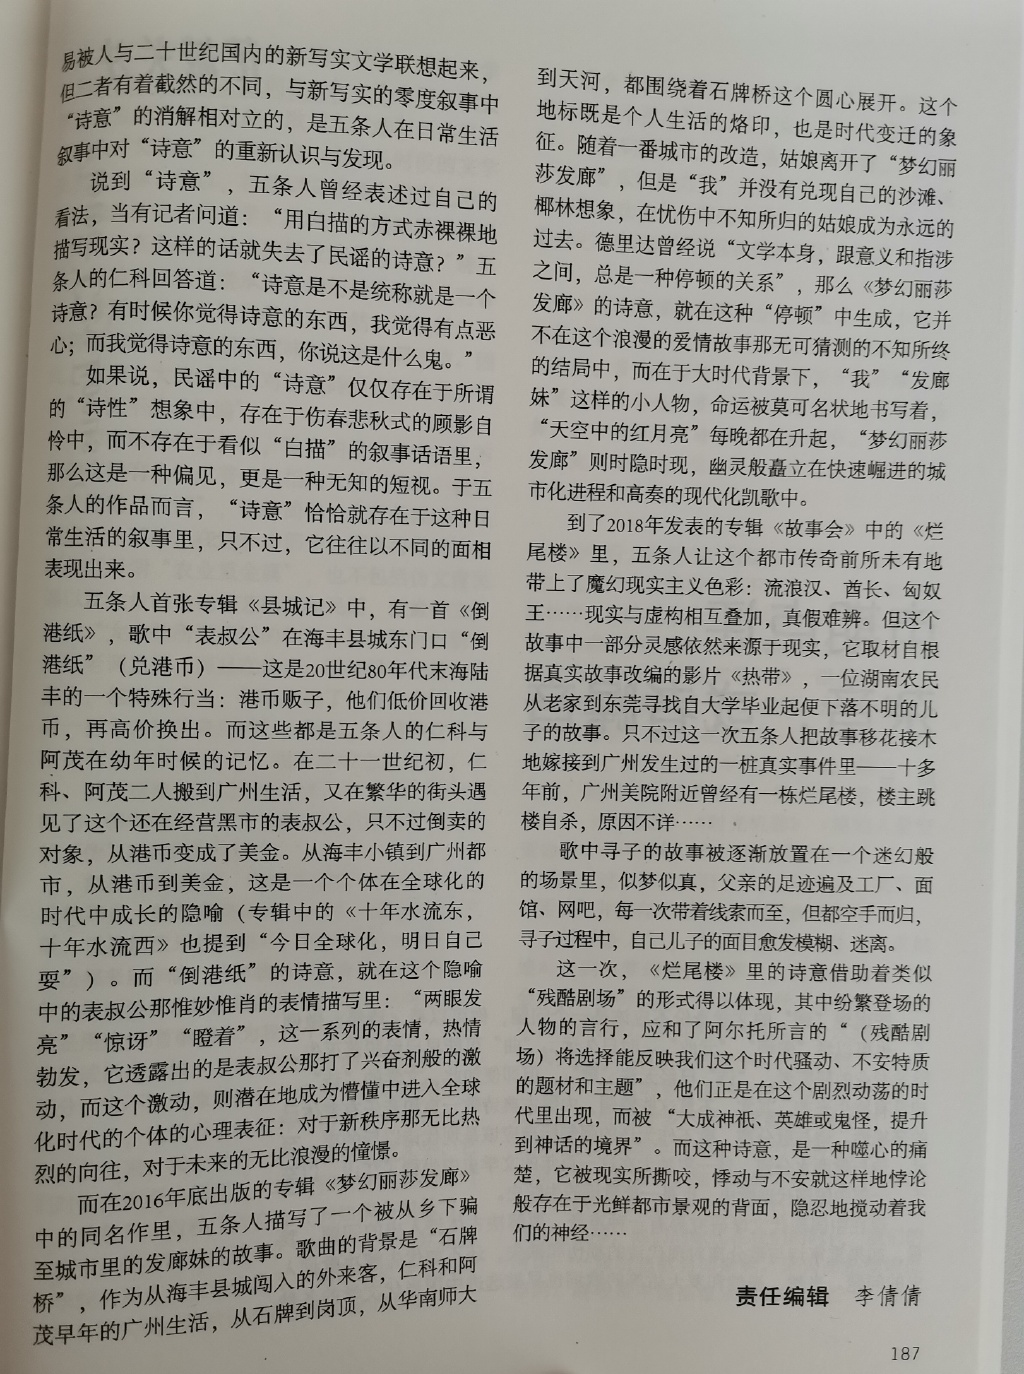 易被人与二十世纪国内的新写实文学联想起来，
但二者有着截然的不同，与新写实的零度叙事中
“诗意”的消解相对立的，是五条人在日常生活
叙事中对“诗意”的重新认识与发现。
说到“诗意”，五条人曾经表述过自己的
看法，当有记者问道：“用白描的方式赤裸裸地
描写现实？这样的话就失去了民谣的诗意？”五
条人的仁科回答道：“诗意是不是统称就是一个
诗意？有时候你觉得诗意的东西，我觉得有点恶
心；而我觉得诗意的东西，你说这是什么鬼。”
如果说，民谣中的“诗意”仅仅存在于所谓
的“诗性”想象中，存在于伤春悲秋式的顾影自
怜中，而不存在于看似“白描”的叙事话语里，
那么这是一种偏见，更是一种无知的短视。于五
条人的作品而言，“诗意”恰恰就存在于这种日
常生活的叙事里，只不过，它往往以不同的面相
表现出来。
五条人首张专辑《县城记》中，有一首《倒
港纸》，歌中“表叔公”在海丰县城东门口“倒
港纸”（兑港币）——这是20世纪80年代末海陆
丰的一个特殊行当：港币贩子，他们低价回收港
币，再高价换出。而这些都是五条人的仁科与
阿茂在幼年时候的记忆。在二十一世纪初，仁
科、阿茂二人搬到广州生活，又在繁华的街头遇
见了这个还在经营黑市的表叔公，只不过倒卖的
对象，从港币变成了美金。从海丰小镇到广州都
市，从港币到美金，这是一个个体在全球化的
时代中成长的隐喻（专辑中的《十年水流东，
十年水流西》也提到“今日全球化，明日自己
耍”）。而“倒港纸”的诗意，就在这个隐喻
中的表叔公那惟妙惟肖的表情描写里：“两眼发
亮”“惊讶”“瞪着”，这一系列的表情，热情
勃发，它透露出的是表叔公那打了兴奋剂般的激
动，而这个激动，则潜在地成为懵懂中进入全球
化时代的个体的心理表征：对于新秩序那无比热
烈的向往，对于未来的无比浪漫的憧憬。
而在2016年底出版的专辑《梦幻丽莎发廊》
中的同名作里，五条人描写了一个被从乡下骗
至城市里的发廊妹的故事。歌曲的背景是“石牌
桥”，作为从海丰县城闯入的外来客，仁科和阿
茂早年的广州生活，从石牌到岗顶，从华南师大
到天河，都围绕着石牌桥这个圆心展开。这个
地标既是个人生活的烙印，也是时代变迁的象
征。随着一番城市的改造，姑娘离开了“梦幻丽
莎发廊”，但是“我”并没有兑现自己的沙滩、
椰林想象，在忧伤中不知所归的姑娘成为永远的
过去。德里达曾经说“文学本身，跟意义和指涉
之间，总是一种停顿的关系”，那么《梦幻丽莎
发廊》的诗意，就在这种“停顿”中生成，它并
不在这个浪漫的爱情故事那无可猜测的不知所终
的结局中，而在于大时代背景下，“我”“发廊
妹”这样的小人物，命运被莫可名状地书写着，
“天空中的红月亮”每晚都在升起，“梦幻丽莎
发廊”则时隐时现，幽灵般矗立在快速崛进的城
市化进程和高奏的现代化凯歌中。
到了2018年发表的专辑《故事会》中的《烂
尾楼》里，五条人让这个都市传奇前所未有地
带上了魔幻现实主义色彩：流浪汉、酋长、匈奴
王……现实与虚构相互叠加，真假难辨。但这个
故事中一部分灵感依然来源于现实，它取材自根
据真实故事改编的影片《热带》，一位湖南农民
从老家到东莞寻找自大学毕业起便下落不明的儿
子的故事。只不过这一次五条人把故事移花接木
地嫁接到广州发生过的一桩真实事件里——十多
年前，广州美院附近曾经有一栋烂尾楼，楼主跳
楼自杀，原因不详……
歌中寻子的故事被逐渐放置在一个迷幻般
的场景里，似梦似真，父亲的足迹遍及工厂、面
馆、网吧，每一次带着线索而至，但都空手而归，
寻子过程中，自己儿子的面目愈发模糊、迷离。
这一次，《烂尾楼》里的诗意借助着类似
“残酷剧场”的形式得以体现，其中纷繁登场的
人物的言行，应和了阿尔托所言的“（残酷剧
场）将选择能反映我们这个时代骚动、不安特质
的题材和主题”，他们正是在这个剧烈动荡的时
代里出现，而被“大成神祇、英雄或鬼怪，提升
到神话的境界”。而这种诗意，是一种噬心的痛
楚，它被现实所撕咬，悸动与不安就这样地悖论
般存在于光鲜都市景观的背面，隐忍地搅动着我
们的神经……
责任编辑 李倩倩
187